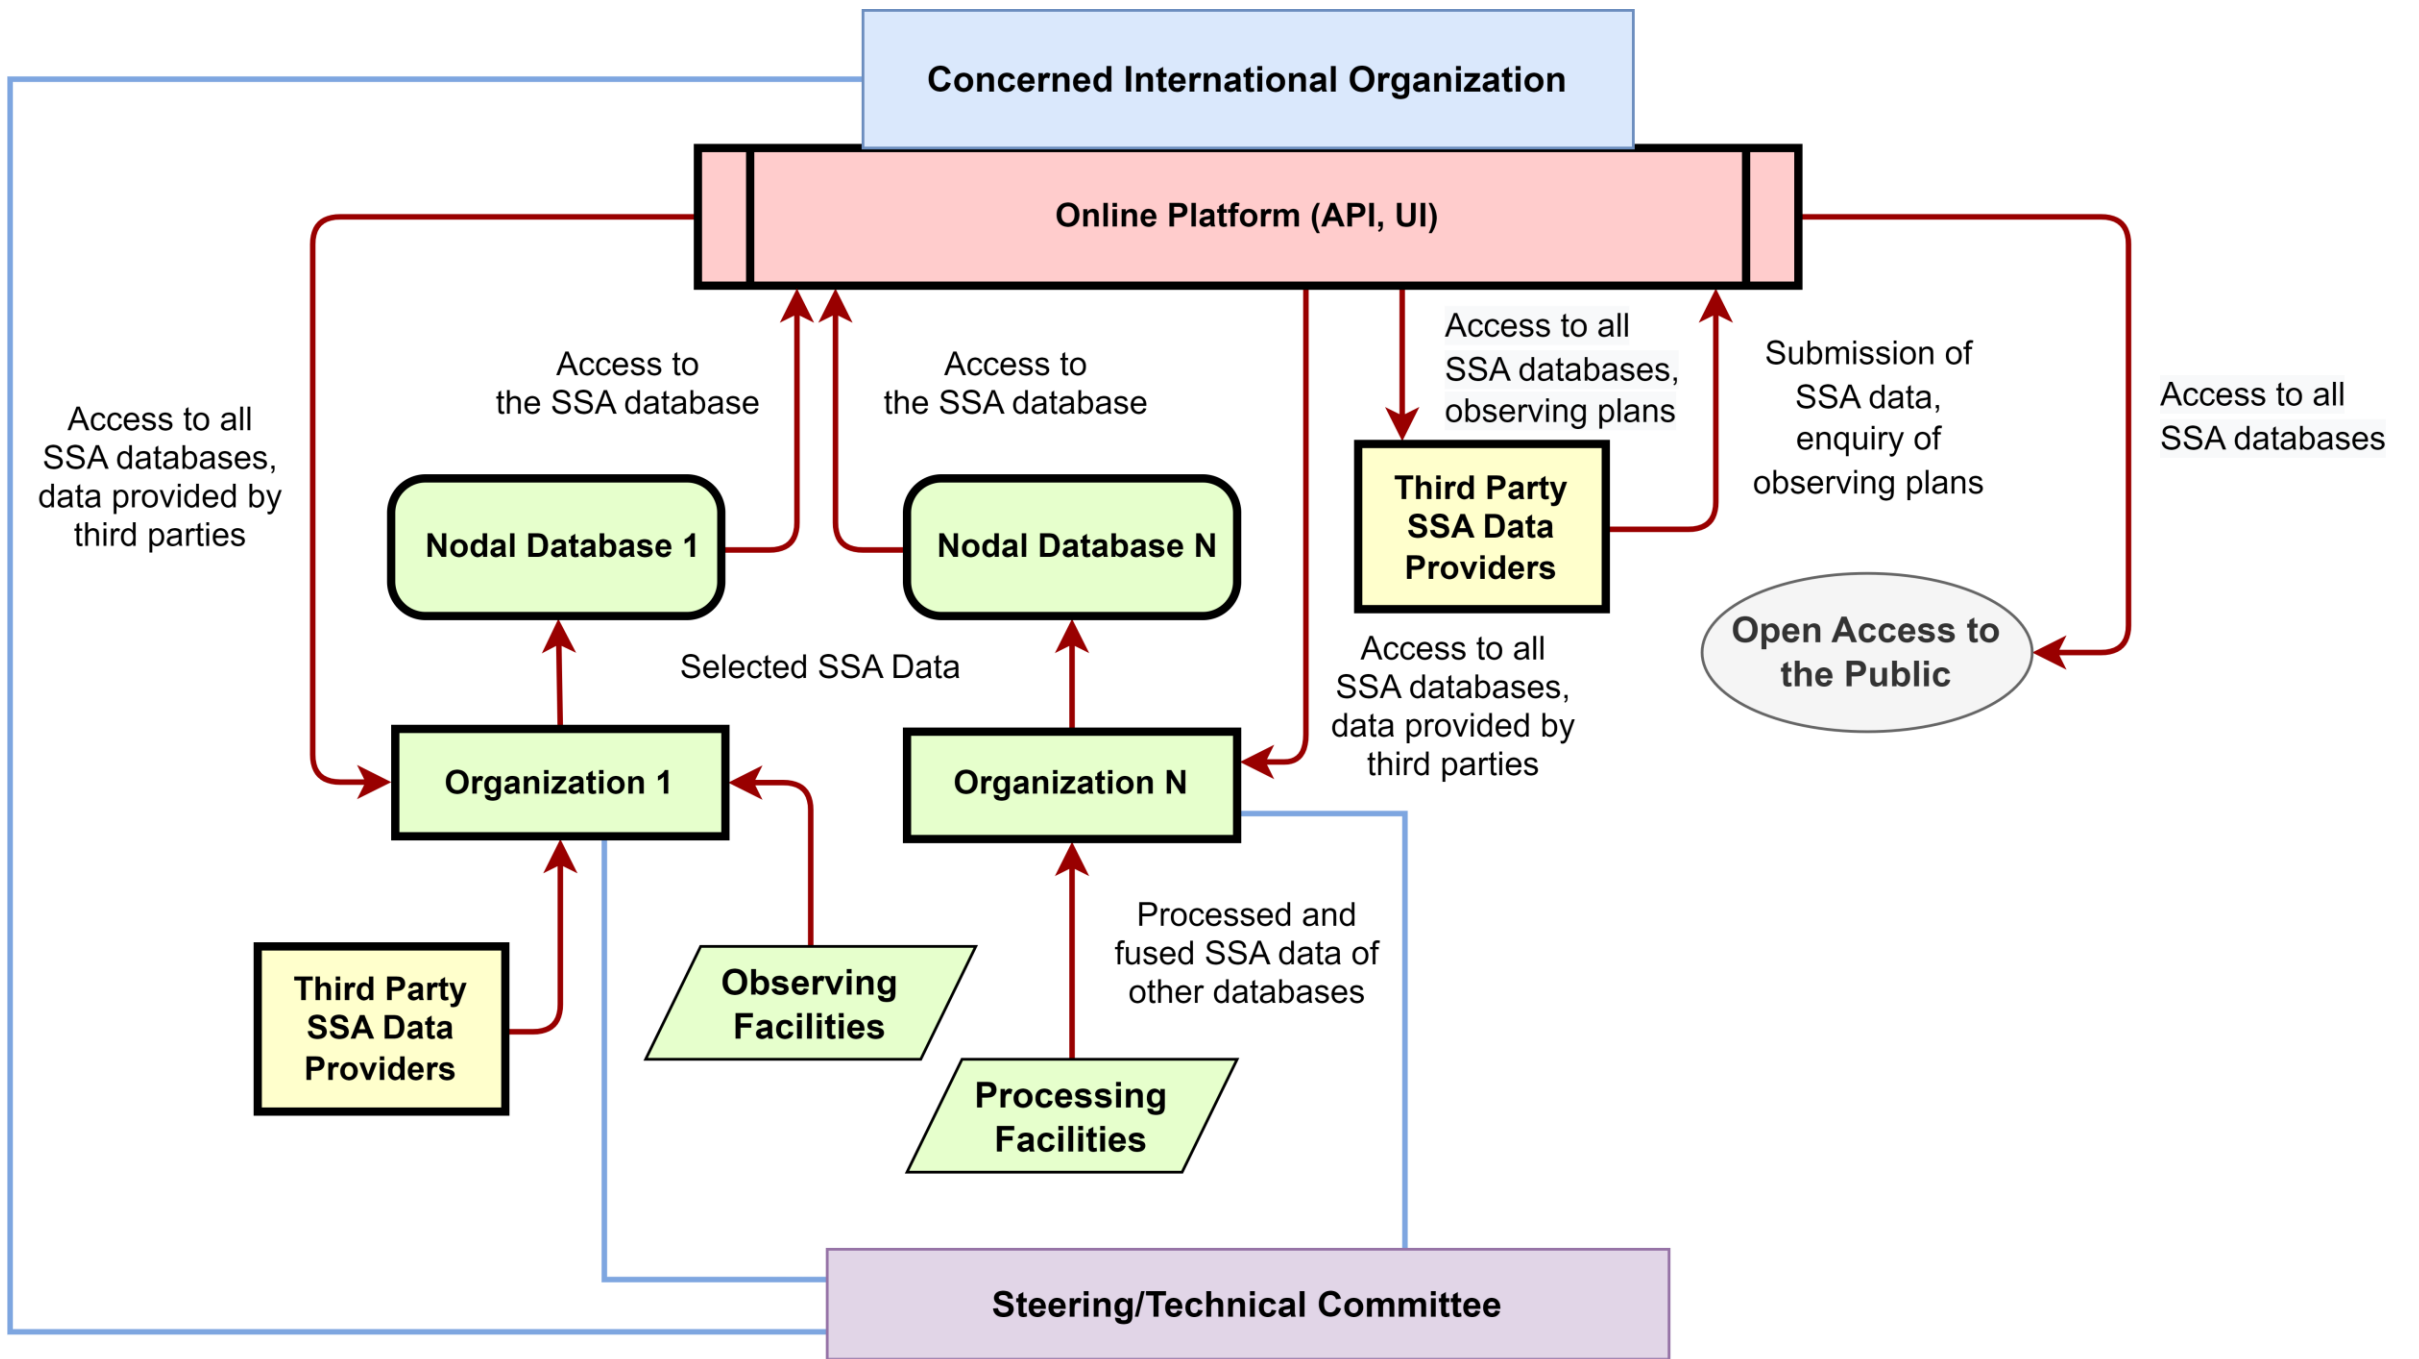 Concerned International Organization
Online Platform (API, UI)
Access to all
SSA databases,
data provided by
third parties
Access to
the SSA database
Access to
the SSA database
Access to all
SSA databases,
observing plans
Submission of
SSA data,
enquiry of
observing plans
Access to all
SSA databases
Nodal Database 1
Nodal Database N
Third Party
SSA Data
Providers
Open Access to
the Public
Selected SSA Data
Access to all
SSA databases,
data provided by
third parties
Organization 1
Organization N
Third Party
SSA Data
Providers
Observing
Facilities
Processed and
fused SSA data of
other databases
Processing
Facilities
Steering/Technical Committee